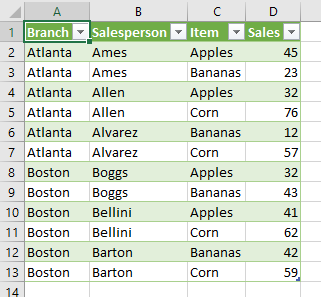 A B C D
1 Branch Salesperson Item Sales
2 Atlanta Ames Apples 45
3 Atlanta Ames Bananas 23
4 Atlanta Allen Apples 32
5 Atlanta Allen Corn 76
6 Atlanta Alvarez Bananas 12
7 Atlanta Alvarez Corn 57
8 Boston Boggs Apples 32
9 Boston Boggs Bananas 43
10 Boston Bellini Apples 41
11 Boston Bellini Corn 62
12 Boston Barton Bananas 42
13 Boston Barton Corn 59
14